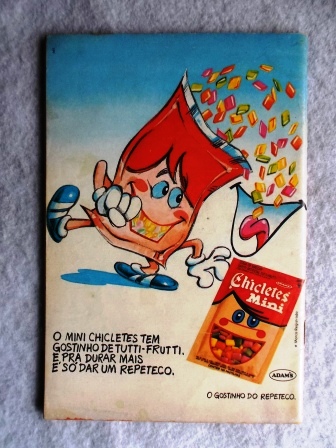 Chicletes
Mini
O MINI CHICLETES TEM
GOSTINHO DE TUTTI-FRUTTI.
E PRA DURAR MAIS
É SÓ DAR UM REPETECO.
ADAMS
O GOSTINHO DO REPETECO.